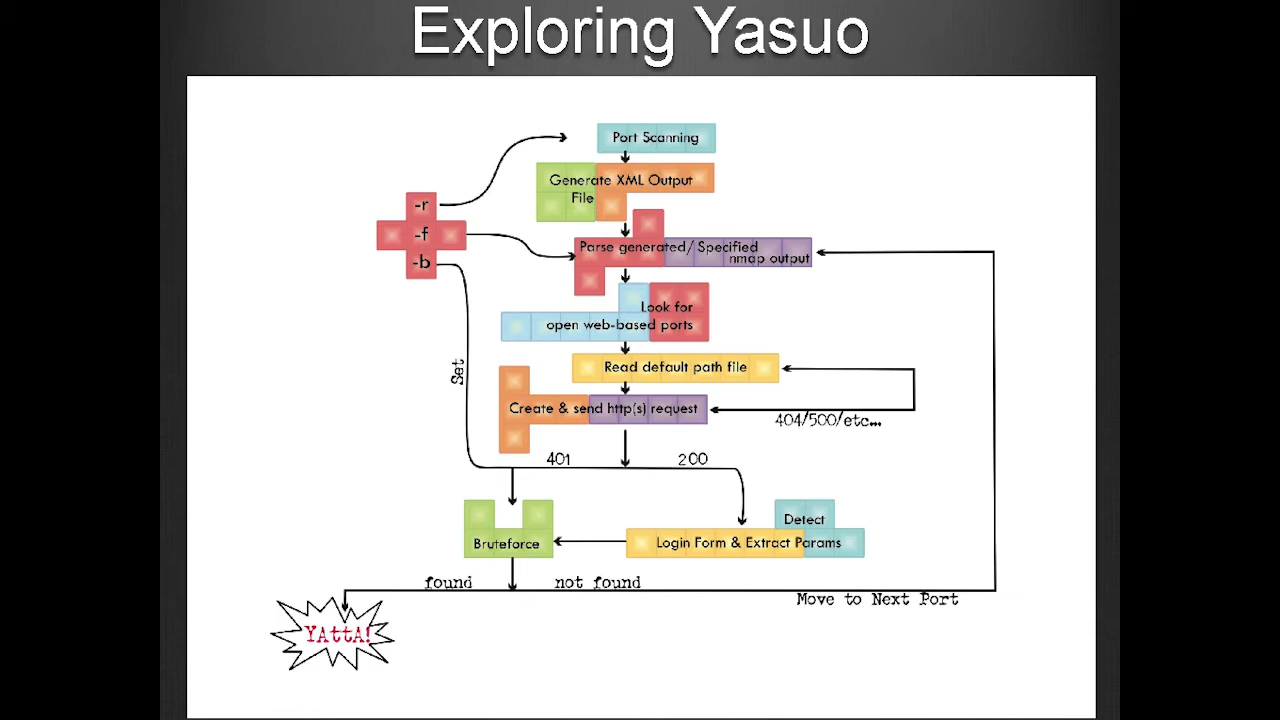 Exploring Yasuo
Port Scanning
Generate XML Output
File
-r
-f
-b
Parse generated/ Specified
nmap output
Look for
open web-based ports
Set
Read default path file
Create & send http(s) request
404/500/etc...
401
200
Detect
Login Form & Extract Params
Bruteforce
found
not found
Move to Next Port
YAttA!